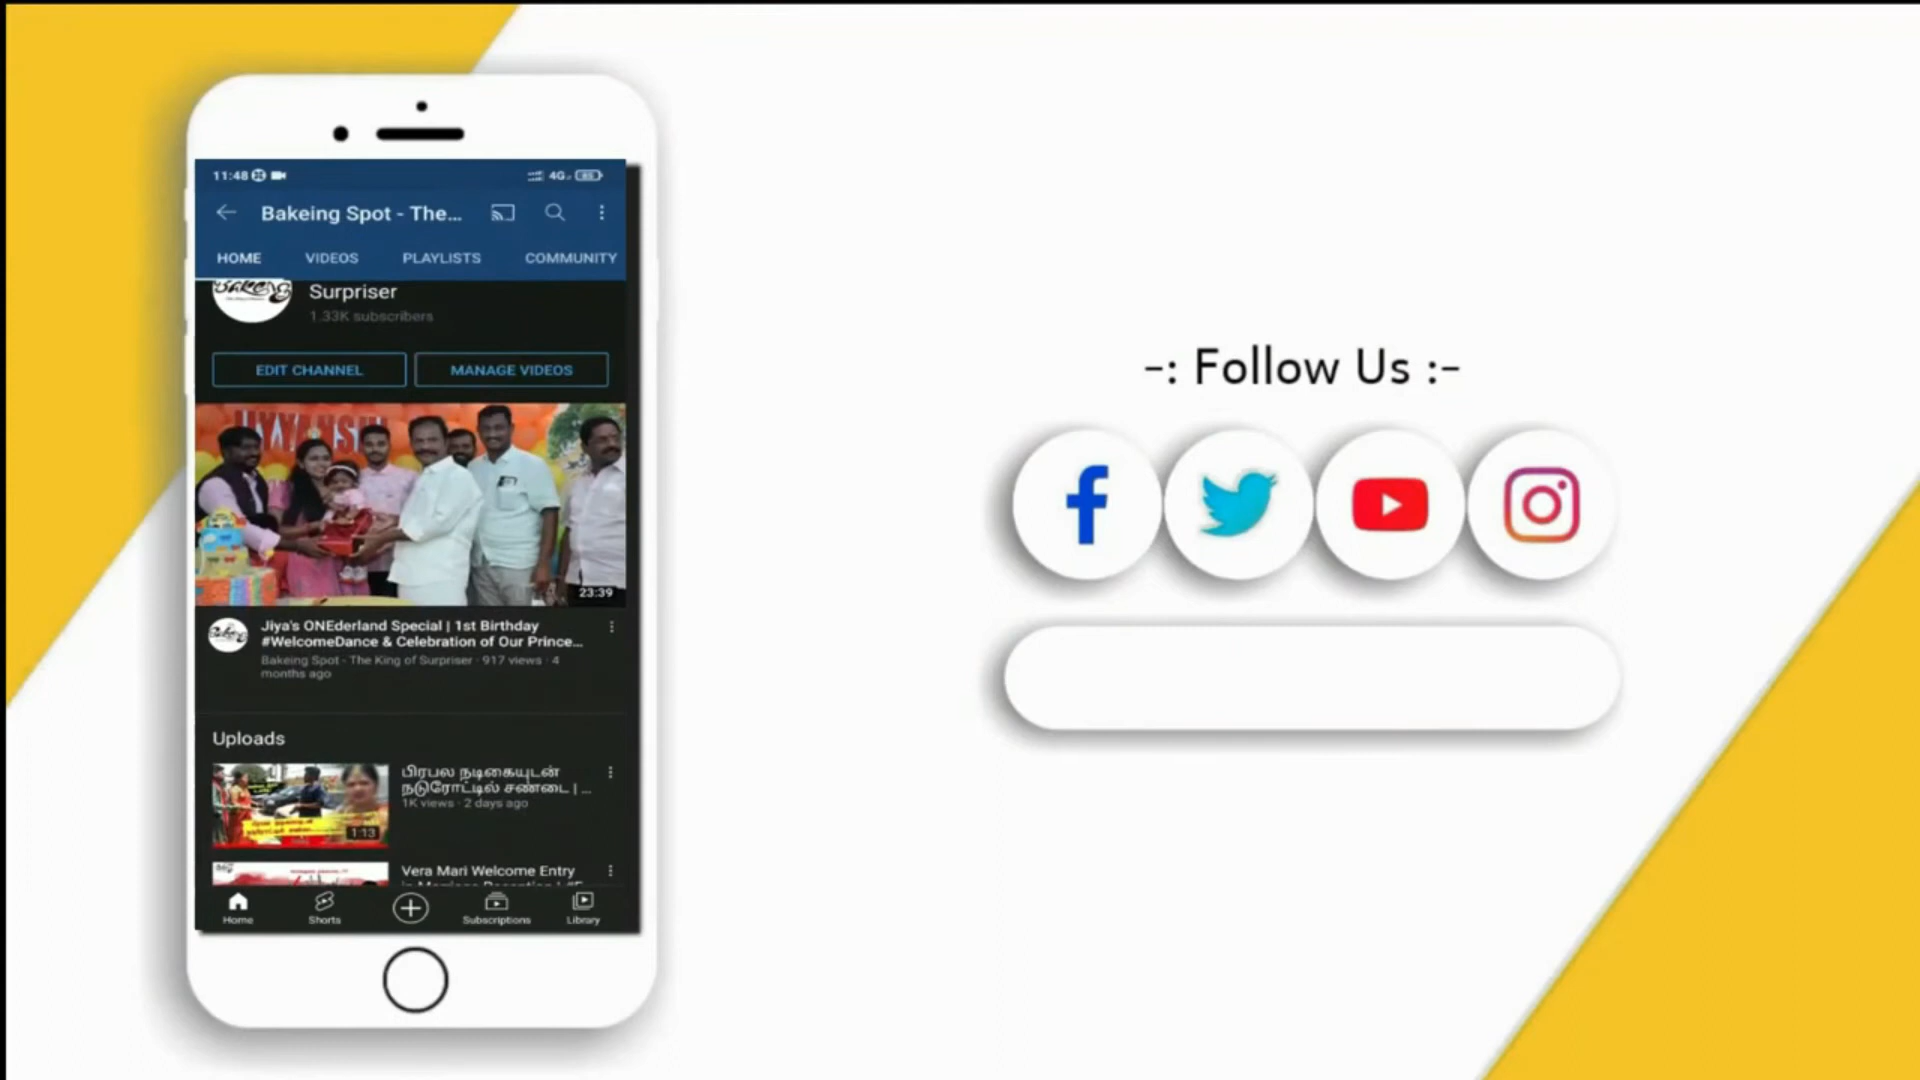 11:48
4G
Bakeing Spot - The...
HOME VIDEOS PLAYLISTS COMMUNITY
Surpriser
1.33K subscribers
EDIT CHANNEL MANAGE VIDEOS
23:39
Jiya's ONEderland Special | 1st Birthday
#WelcomeDance & Celebration of Our Prince...
Bakeing Spot - The King of Surpriser · 917 views · 4
months ago
Uploads
பிரபல நடிகையுடன்
நடுரோட்டில் சண்டை | ...
1K views · 2 days ago
1:13
Vera Mari Welcome Entry
in Marriage Reception
Home Shorts Subscriptions Library
-: Follow Us :-